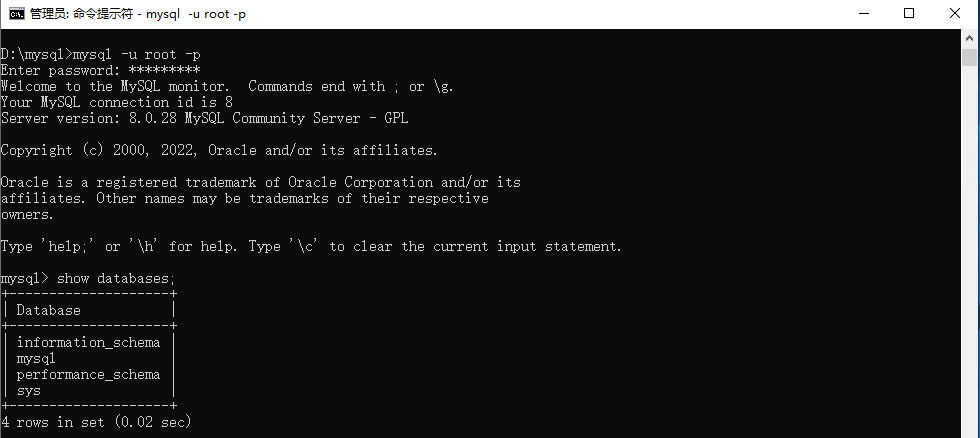 管理员: 命令提示符 - mysql  -u root -p
D:\mysql>mysql -u root -p
Enter password: *********
Welcome to the MySQL monitor.  Commands end with ; or \g.
Your MySQL connection id is 8
Server version: 8.0.28 MySQL Community Server - GPL
Copyright (c) 2000, 2022, Oracle and/or its affiliates.
Oracle is a registered trademark of Oracle Corporation and/or its
affiliates. Other names may be trademarks of their respective
owners.
Type 'help;' or '\h' for help. Type '\c' to clear the current input statement.
mysql> show databases;
+--------------------+
| Database           |
+--------------------+
| information_schema |
| mysql              |
| performance_schema |
| sys                |
+--------------------+
4 rows in set (0.02 sec)